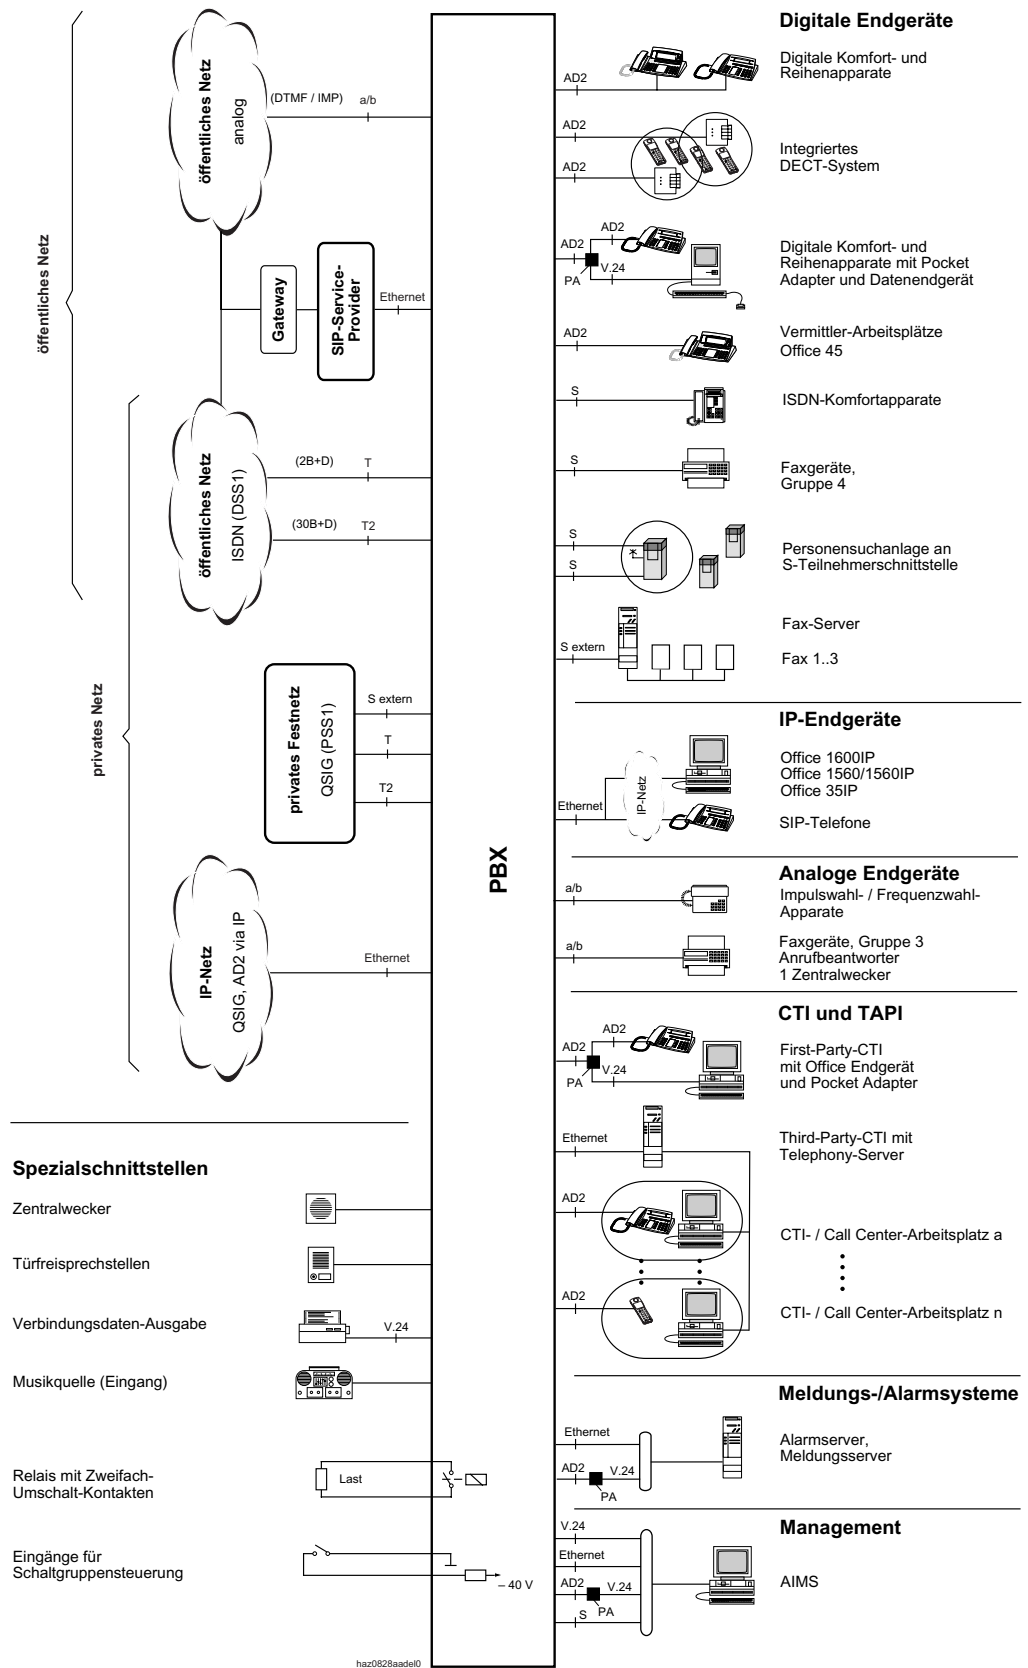 öffentliches Netz
privates Netz
öffentliches Netz
analog
(DTMF / IMP)
a/b
Gateway
SIP-Service-
Provider
Ethernet
öffentliches Netz
ISDN (DSS1)
(2B+D)
T
(30B+D)
T2
privates Festnetz
QSIG (PSS1)
S extern
T
T2
IP-Netz
QSIG, AD2 via IP
Ethernet
Spezialschnittstellen
Zentralwecker
Türfreisprechstellen
Verbindungsdaten-Ausgabe
V.24
Musikquelle (Eingang)
Relais mit Zweifach-
Umschalt-Kontakten
Last
Eingänge für
Schaltgruppensteuerung
– 40 V
haz0828aadel0
PBX
Digitale Endgeräte
AD2
Digitale Komfort- und
Reihenapparate
AD2
AD2
Integriertes
DECT-System
AD2
AD2
V.24
PA
Digitale Komfort- und
Reihenapparate mit Pocket
Adapter und Datenendgerät
AD2
Vermittler-Arbeitsplätze
Office 45
S
ISDN-Komfortapparate
S
Faxgeräte,
Gruppe 4
S
S
Personensuchanlage an
S-Teilnehmerschnittstelle
S extern
Fax-Server
Fax 1..3
IP-Endgeräte
Ethernet
IP-Netz
Office 1600IP
Office 1560/1560IP
Office 35IP
SIP-Telefone
Analoge Endgeräte
a/b
Impulswahl- / Frequenzwahl-
Apparate
a/b
Faxgeräte, Gruppe 3
Anrufbeantworter
1 Zentralwecker
CTI und TAPI
AD2
AD2
V.24
PA
First-Party-CTI
mit Office Endgerät
und Pocket Adapter
Ethernet
Third-Party-CTI mit
Telephony-Server
AD2
CTI- / Call Center-Arbeitsplatz a
AD2
CTI- / Call Center-Arbeitsplatz n
Meldungs-/Alarmsysteme
Ethernet
AD2
V.24
PA
Alarmserver,
Meldungsserver
Management
V.24
Ethernet
AD2
V.24
PA
S
AIMS